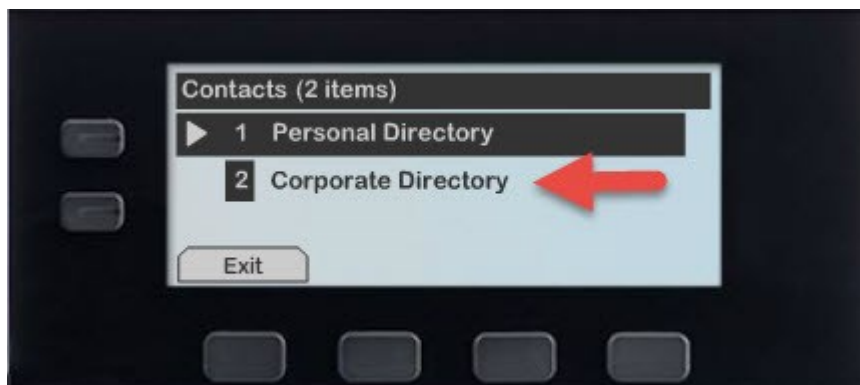 Contacts (2 items)
1 Personal Directory
2 Corporate Directory
Exit